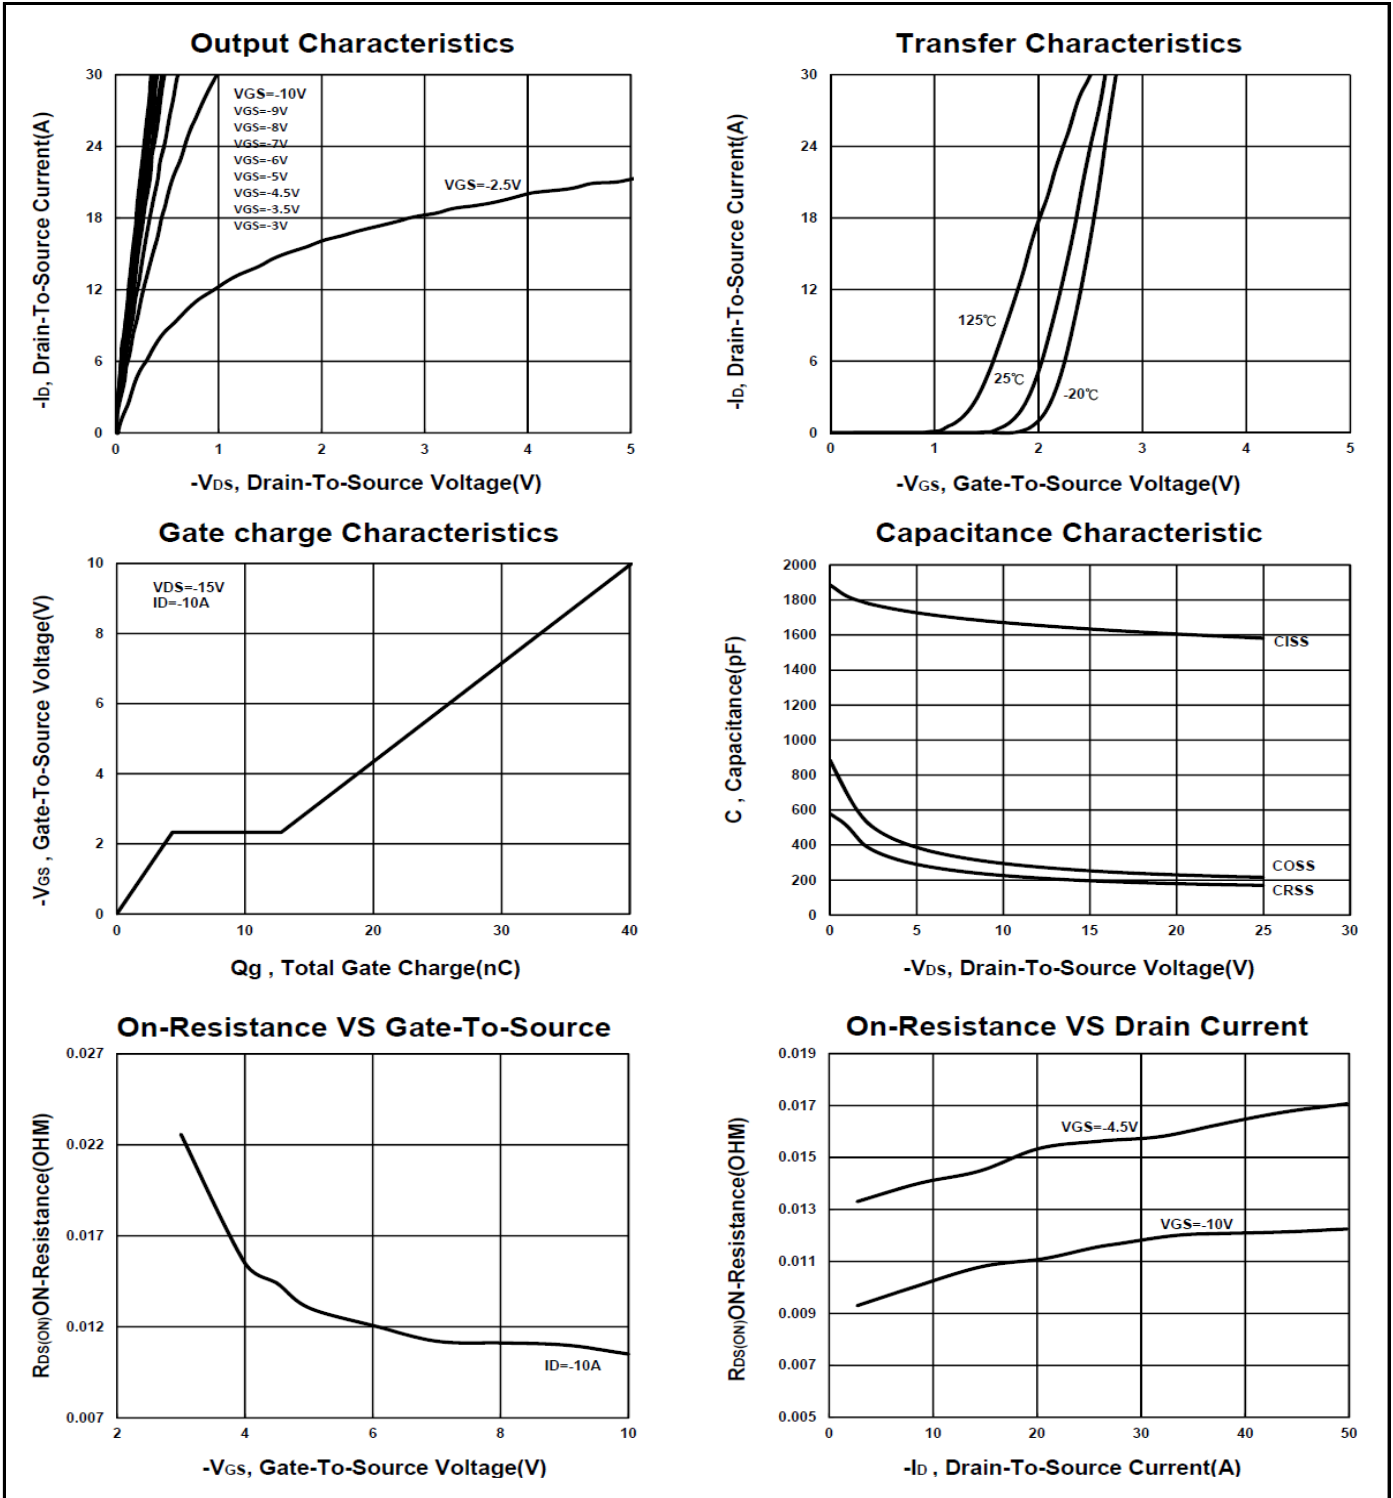 Output Characteristics
-ID, Drain-To-Source Current(A)
30
24
18
12
6
0
VGS=-10V
VGS=-9V
VGS=-8V
VGS=-7V
VGS=-6V
VGS=-5V
VGS=-4.5V
VGS=-3.5V
VGS=-3V
VGS=-2.5V
0 1 2 3 4 5
-VDS, Drain-To-Source Voltage(V)
Transfer Characteristics
-ID, Drain-To-Source Current(A)
30
24
18
12
6
0
125℃
25℃
-20℃
0 1 2 3 4 5
-VGS, Gate-To-Source Voltage(V)
Gate charge Characteristics
-VGS , Gate-To-Source Voltage(V)
10
8
6
4
2
0
VDS=-15V
ID=-10A
0 10 20 30 40
Qg , Total Gate Charge(nC)
Capacitance Characteristic
C , Capacitance(pF)
2000
1800
1600
1400
1200
1000
800
600
400
200
0
CISS
COSS
CRSS
0 5 10 15 20 25 30
-VDS, Drain-To-Source Voltage(V)
On-Resistance VS Gate-To-Source
RDS(ON)ON-Resistance(OHM)
0.027
0.022
0.017
0.012
0.007
ID=-10A
2 4 6 8 10
-VGS, Gate-To-Source Voltage(V)
On-Resistance VS Drain Current
RDS(ON)ON-Resistance(OHM)
0.019
0.017
0.015
0.013
0.011
0.009
0.007
0.005
VGS=-4.5V
VGS=-10V
0 10 20 30 40 50
-ID , Drain-To-Source Current(A)